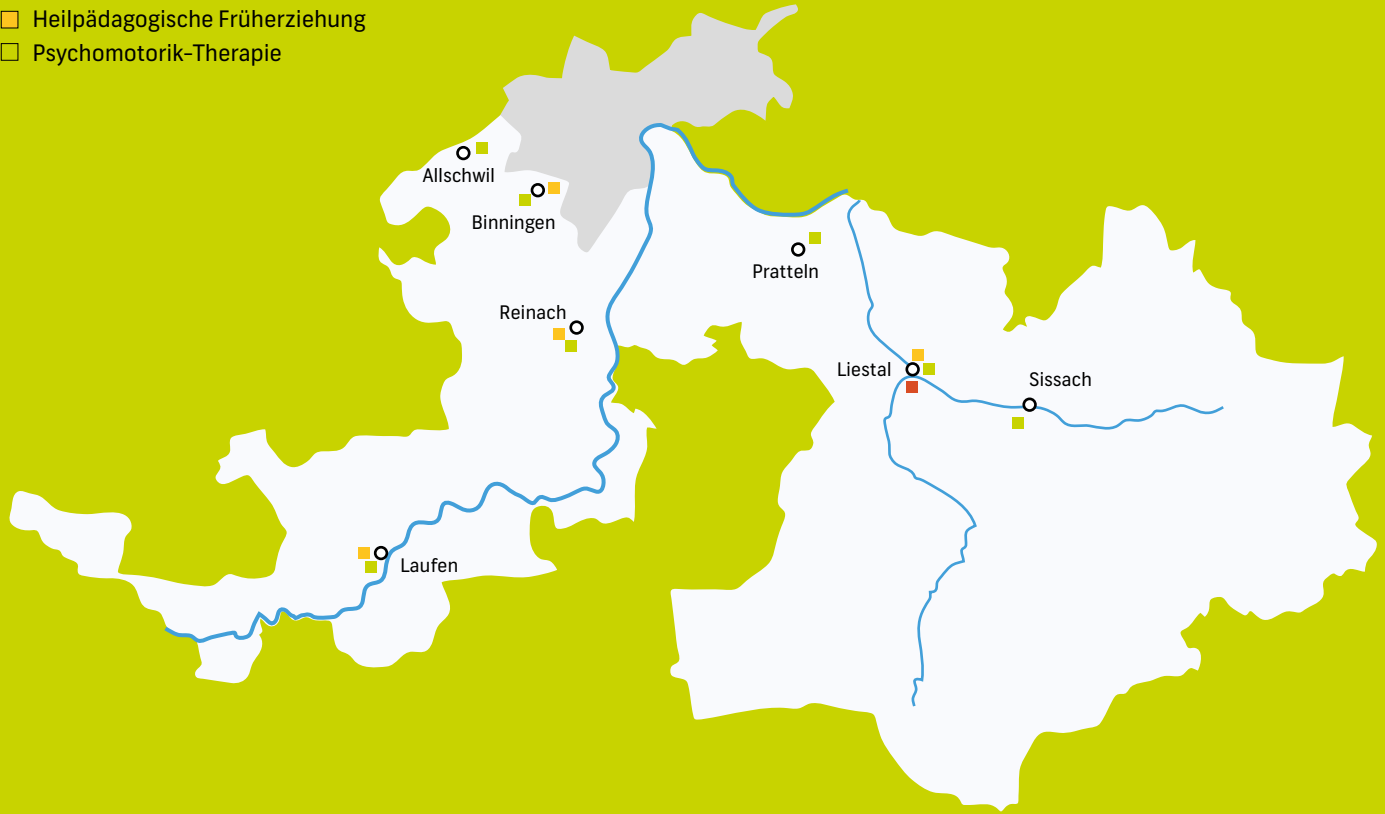 Heilpädagogische Früherziehung
Psychomotorik-Therapie
Allschwil
Binningen
Pratteln
Reinach
Liestal
Sissach
Laufen